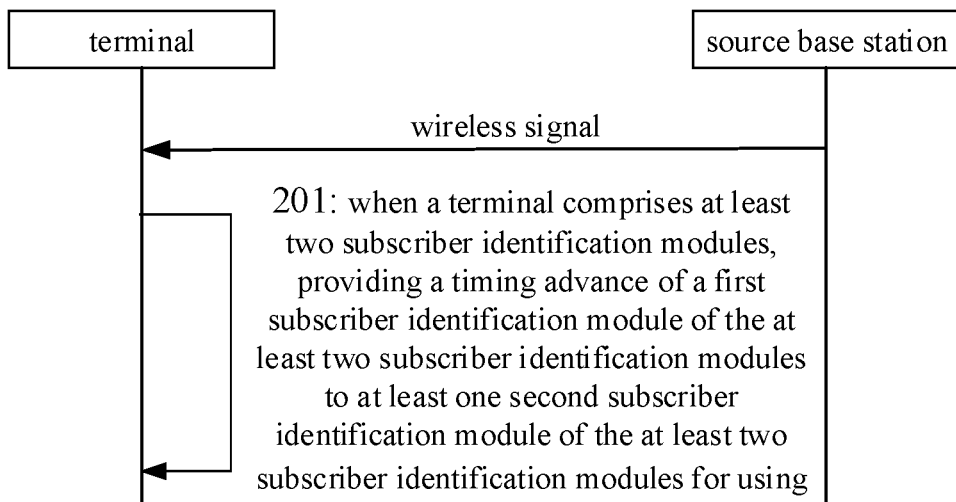 terminal
source base station
wireless signal
201: when a terminal comprises at least
two subscriber identification modules,
providing a timing advance of a first
subscriber identification module of the at
least two subscriber identification modules
to at least one second subscriber
identification module of the at least two
subscriber identification modules for using